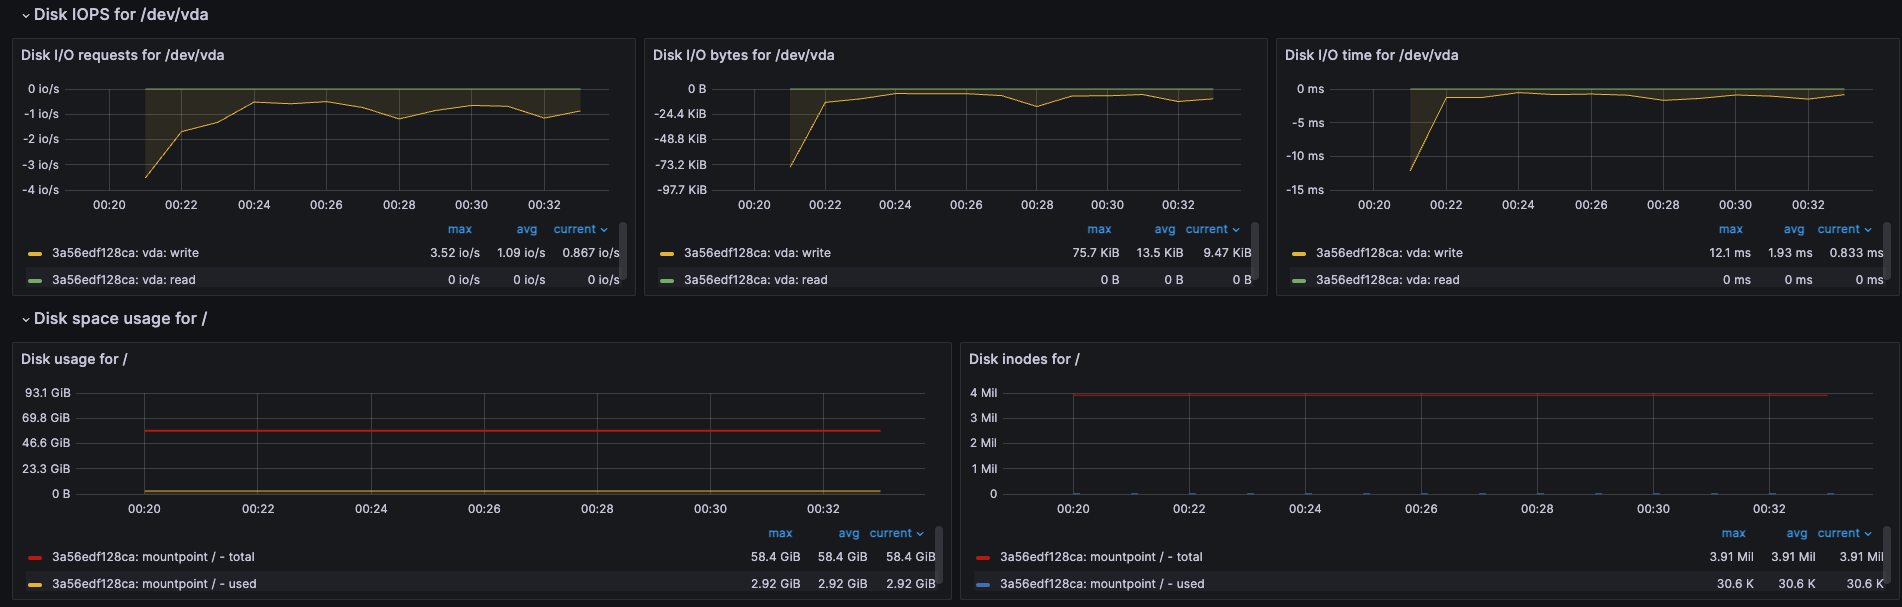 Disk IOPS for /dev/vda
Disk I/O requests for /dev/vda
0 io/s
-1 io/s
-2 io/s
-3 io/s
-4 io/s
00:20 00:22 00:24 00:26 00:28 00:30 00:32
max avg current
3a56edf128ca: vda: write 3.52 io/s 1.09 io/s 0.867 io/s
3a56edf128ca: vda: read 0 io/s 0 io/s 0 io/s
Disk I/O bytes for /dev/vda
0 B
-24.4 KiB
-48.8 KiB
-73.2 KiB
-97.7 KiB
00:20 00:22 00:24 00:26 00:28 00:30 00:32
max avg current
3a56edf128ca: vda: write 75.7 KiB 13.5 KiB 9.47 KiB
3a56edf128ca: vda: read 0 B 0 B 0 B
Disk I/O time for /dev/vda
0 ms
-5 ms
-10 ms
-15 ms
00:20 00:22 00:24 00:26 00:28 00:30 00:32
max avg current
3a56edf128ca: vda: write 12.1 ms 1.93 ms 0.833 ms
3a56edf128ca: vda: read 0 ms 0 ms 0 ms
Disk space usage for /
Disk usage for /
93.1 GiB
69.8 GiB
46.6 GiB
23.3 GiB
0 B
00:20 00:22 00:24 00:26 00:28 00:30 00:32
max avg current
3a56edf128ca: mountpoint / - total 58.4 GiB 58.4 GiB 58.4 GiB
3a56edf128ca: mountpoint / - used 2.92 GiB 2.92 GiB 2.92 GiB
Disk inodes for /
4 Mil
3 Mil
2 Mil
1 Mil
0
00:20 00:22 00:24 00:26 00:28 00:30 00:32
max avg current
3a56edf128ca: mountpoint / - total 3.91 Mil 3.91 Mil 3.91 Mil
3a56edf128ca: mountpoint / - used 30.6 K 30.6 K 30.6 K